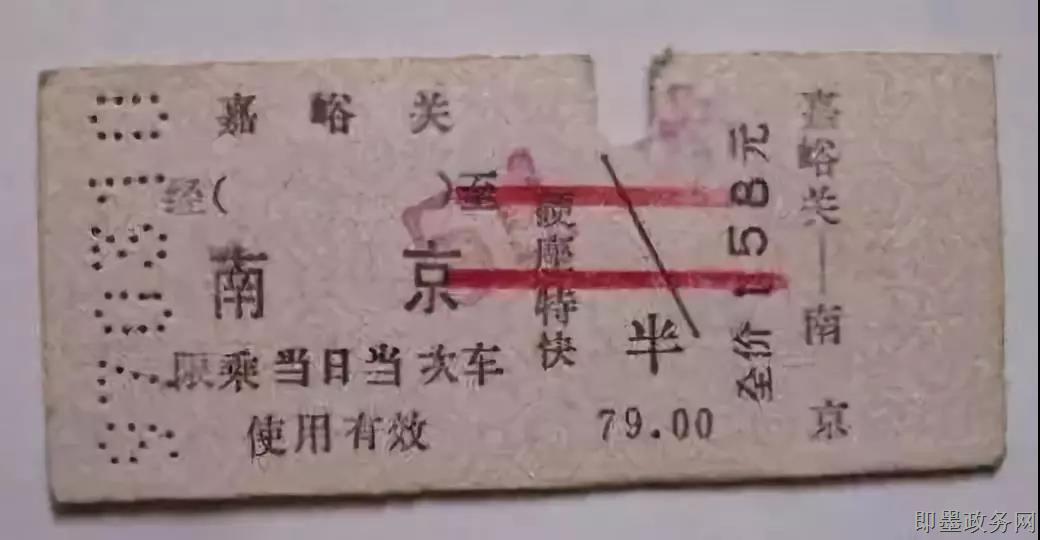 嘉峪关
经( )至
南京
限乘当日当次车
使用有效
硬座特快
半
79.00
全价158元
嘉峪关—南京
即墨政务网